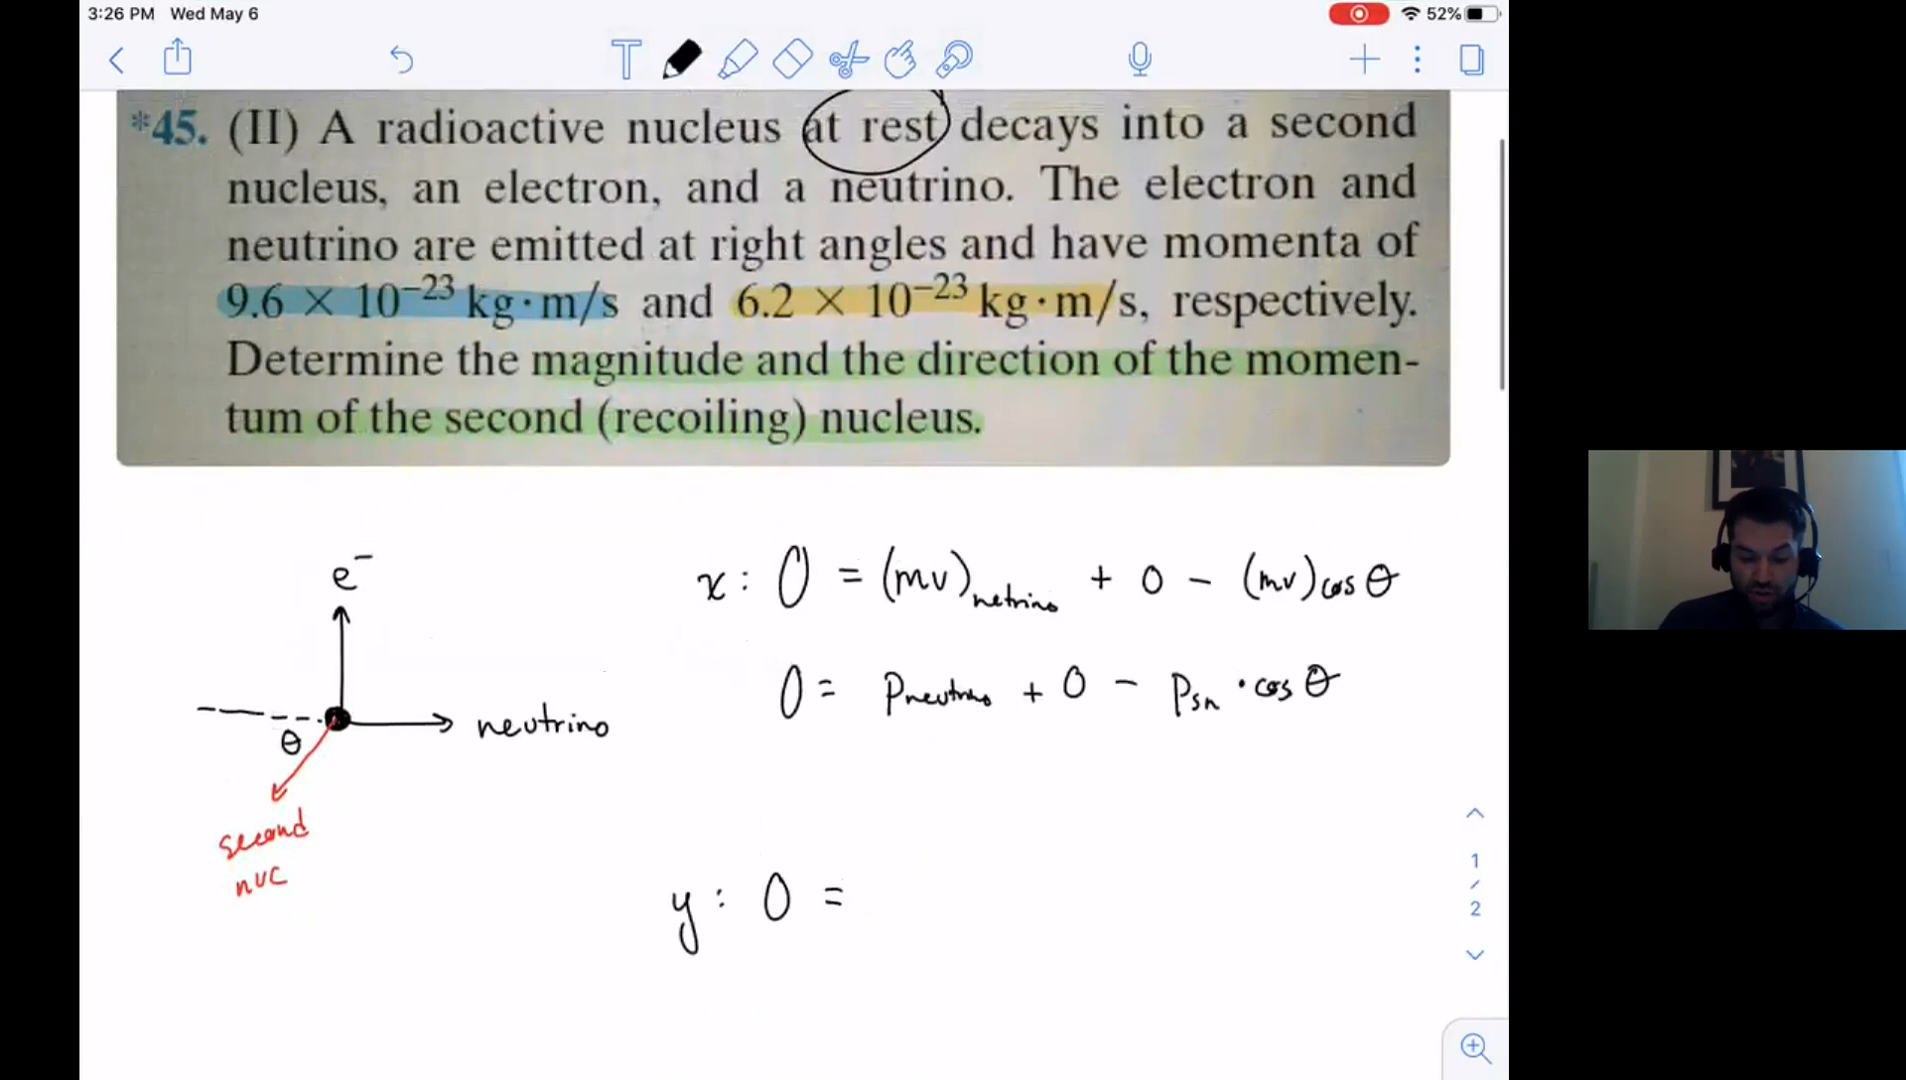 3:26 PM Wed May 6
52%
*45. (II) A radioactive nucleus at rest decays into a second
nucleus, an electron, and a neutrino. The electron and
neutrino are emitted at right angles and have momenta of
9.6 × 10⁻²³ kg·m/s and 6.2 × 10⁻²³ kg·m/s, respectively.
Determine the magnitude and the direction of the momen-
tum of the second (recoiling) nucleus.
e⁻
neutrino
θ
second
nuc
x: 0 = (mv)netrino + 0 - (mv)cos θ
0 = Pneutrino + 0 - Psn · cos θ
y: 0 =
1
/
2